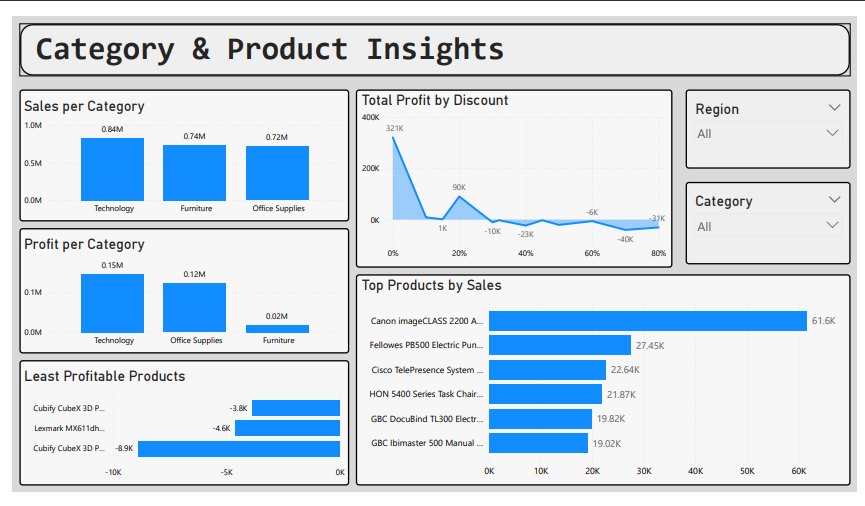 Category & Product Insights
Sales per Category
1.0M
0.5M
0.0M
0.84M
0.74M
0.72M
Technology
Furniture
Office Supplies
Profit per Category
0.1M
0.0M
0.15M
0.12M
0.02M
Technology
Office Supplies
Furniture
Least Profitable Products
Cubify CubeX 3D P... -3.8K
Lexmark MX611dh... -4.6K
Cubify CubeX 3D P... -8.9K
-10K -5K 0K
Total Profit by Discount
400K
200K
0K
321K
1K
90K
-10K
-23K
-6K
-40K
-31K
0% 20% 40% 60% 80%
Top Products by Sales
Canon imageCLASS 2200 A... 61.6K
Fellowes PB500 Electric Pun... 27.45K
Cisco TelePresence System ... 22.64K
HON 5400 Series Task Chair... 21.87K
GBC DocuBind TL300 Electr... 19.82K
GBC Ibimaster 500 Manual ... 19.02K
0K 10K 20K 30K 40K 50K 60K
Region
All
Category
All